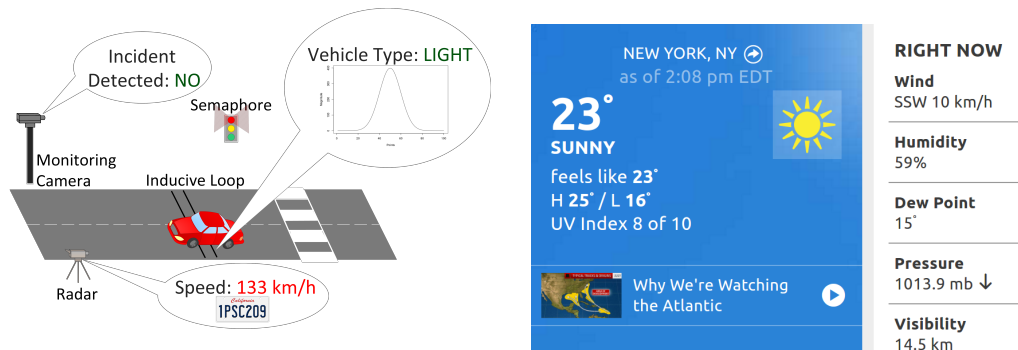 Incident
Detected: NO
Vehicle Type: LIGHT
Semaphore
Monitoring
Camera
Inducive Loop
Radar
Speed: 133 km/h
California
1PSC209
NEW YORK, NY
as of 2:08 pm EDT
23°
SUNNY
feels like 23°
H 25° / L 16°
UV Index 8 of 10
Why We're Watching
the Atlantic
RIGHT NOW
Wind
SSW 10 km/h
Humidity
59%
Dew Point
15°
Pressure
1013.9 mb
Visibility
14.5 km